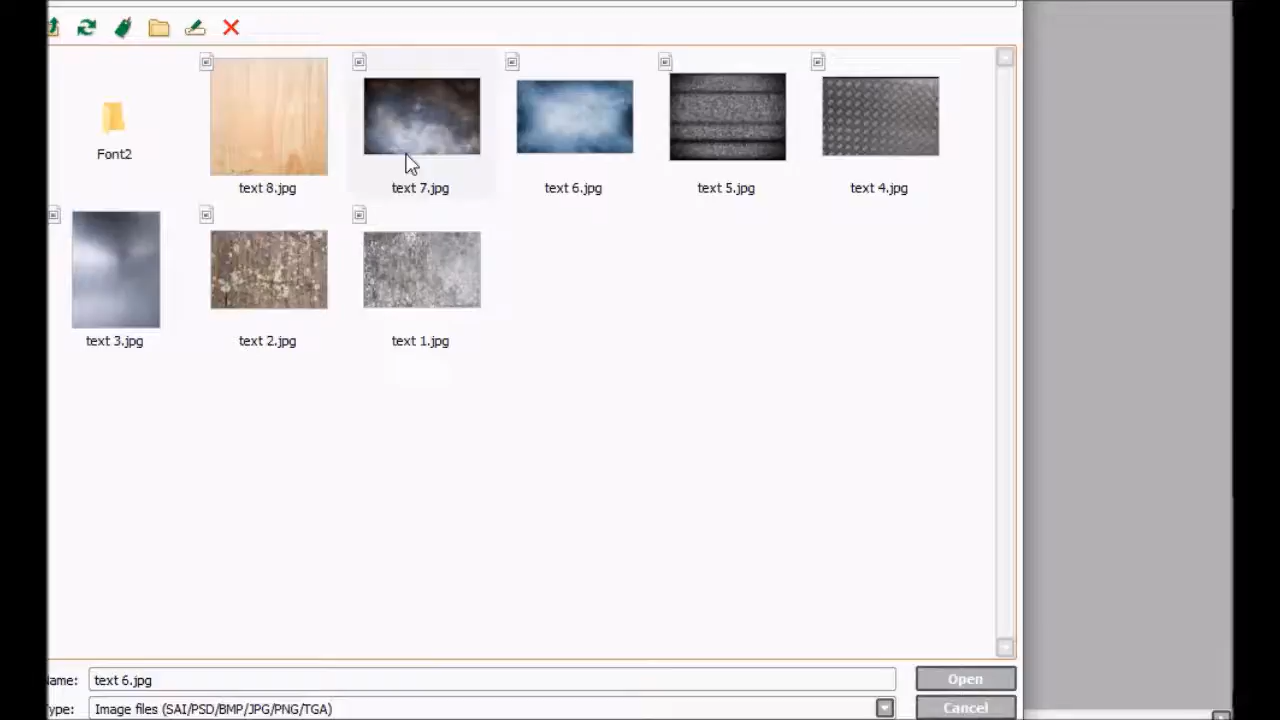 Font2
text 8.jpg
text 7.jpg
text 6.jpg
text 5.jpg
text 4.jpg
text 3.jpg
text 2.jpg
text 1.jpg
ame: text 6.jpg
Open
ype: Image files (SAI/PSD/BMP/JPG/PNG/TGA)
Cancel